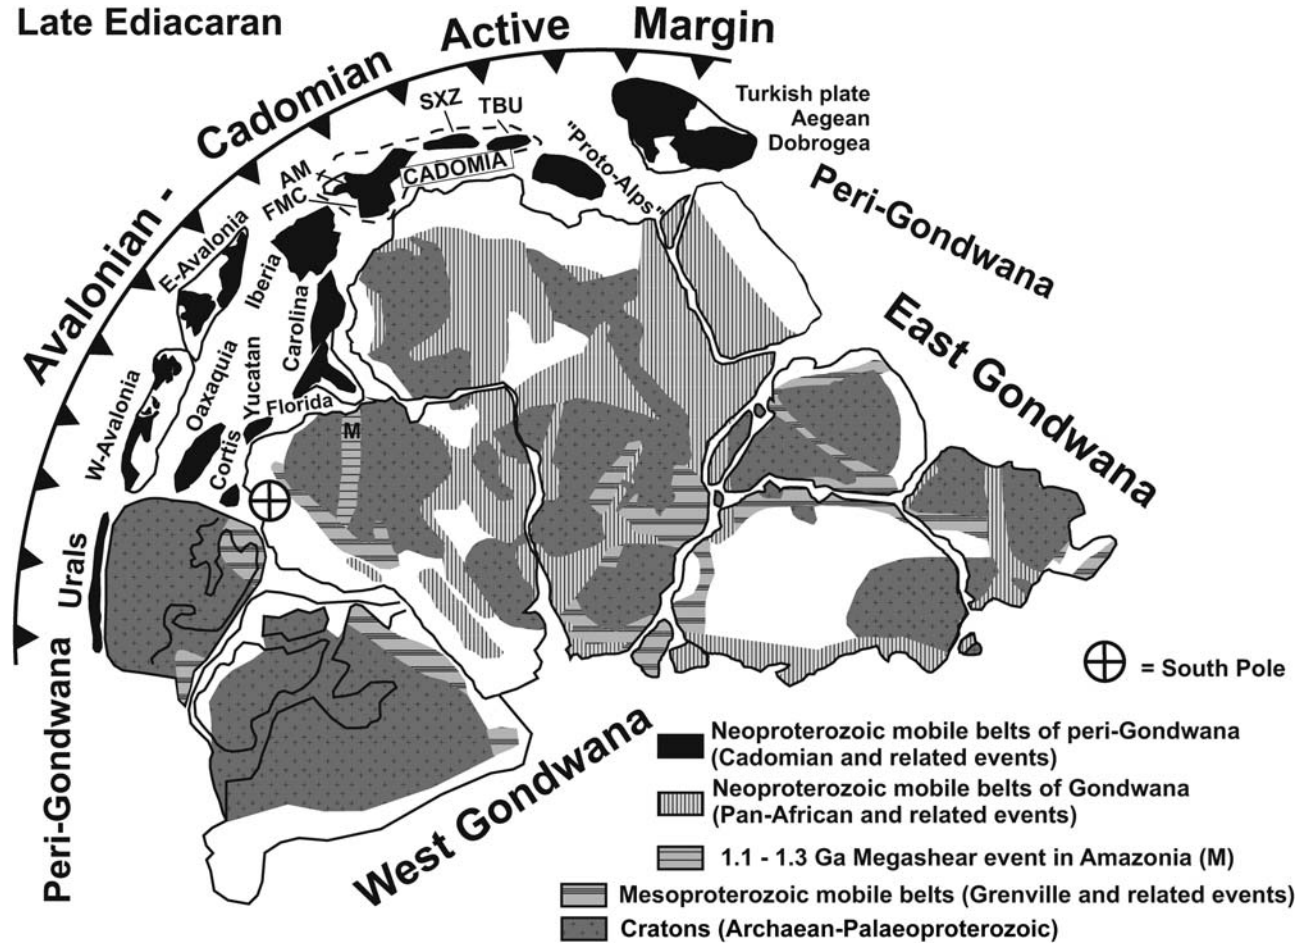 Late Ediacaran
Avalonian - Cadomian Active Margin
SXZ
TBU
Turkish plate
Aegean
Dobrogea
"Proto-Alps"
CADOMIA
AM
FMC
Peri-Gondwana
E-Avalonia
Iberia
Carolina
East Gondwana
W-Avalonia
Oaxaquia
Yucatan
Florida
Cortis
M
Urals
Peri-Gondwana
West Gondwana
= South Pole
Neoproterozoic mobile belts of peri-Gondwana
(Cadomian and related events)
Neoproterozoic mobile belts of Gondwana
(Pan-African and related events)
1.1 - 1.3 Ga Megashear event in Amazonia (M)
Mesoproterozoic mobile belts (Grenville and related events)
Cratons (Archaean-Palaeoproterozoic)